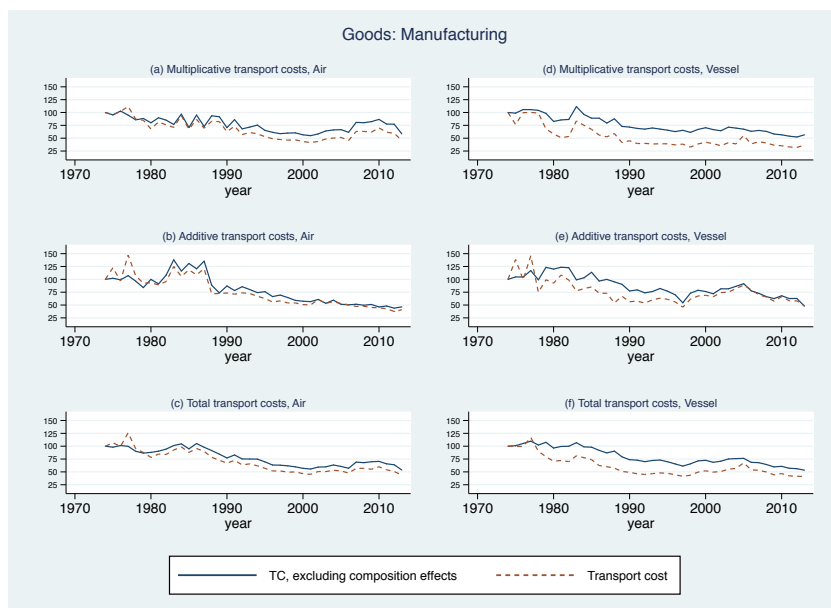 Goods: Manufacturing
(a) Multiplicative transport costs, Air
150
125
100
75
50
25
1970 1980 1990 2000 2010
year
(d) Multiplicative transport costs, Vessel
150
125
100
75
50
25
1970 1980 1990 2000 2010
year
(b) Additive transport costs, Air
150
125
100
75
50
25
1970 1980 1990 2000 2010
year
(e) Additive transport costs, Vessel
150
125
100
75
50
25
1970 1980 1990 2000 2010
year
(c) Total transport costs, Air
150
125
100
75
50
25
1970 1980 1990 2000 2010
year
(f) Total transport costs, Vessel
150
125
100
75
50
25
1970 1980 1990 2000 2010
year
TC, excluding composition effects Transport cost